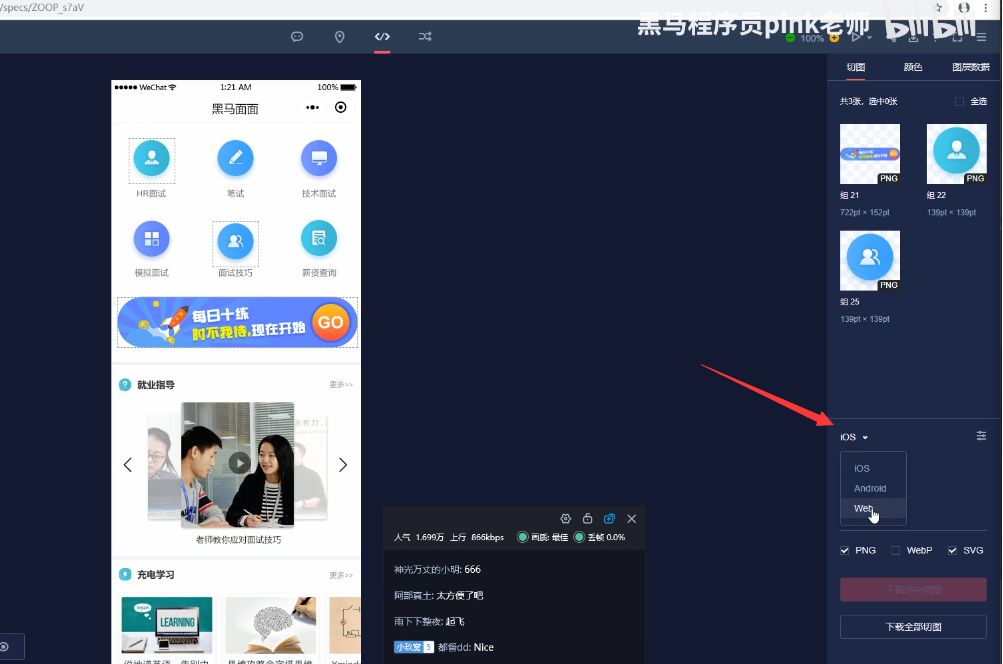 /specs/ZOOP_s7aV
黑马程序员pink老师 bilibili
100%
切图 颜色 图层数据
共3张，选中0张 全选
WeChat 1:21 AM 100%
黑马面面
PNG PNG
HR面试 笔试 技术面试
组 21 组 22
722pt × 152pt 139pt × 139pt
模拟面试 面试技巧 薪资查询
PNG
组 25
139pt × 139pt
每日十练
时不我待,现在开始
GO
就业指导 更多>>
老师教你应对面试技巧
iOS
iOS
Android
Web
人气 1.699万 上行 866kbps 画质: 最佳 丢帧 0.0%
PNG WebP SVG
神光万丈的小明: 666
阿部寘土: 太方便了吧
雨下下整夜: 起飞
小玖窝 5 都督dd: Nice
下载选中切图
下载全部切图
充电学习 更多>>
LEARNING